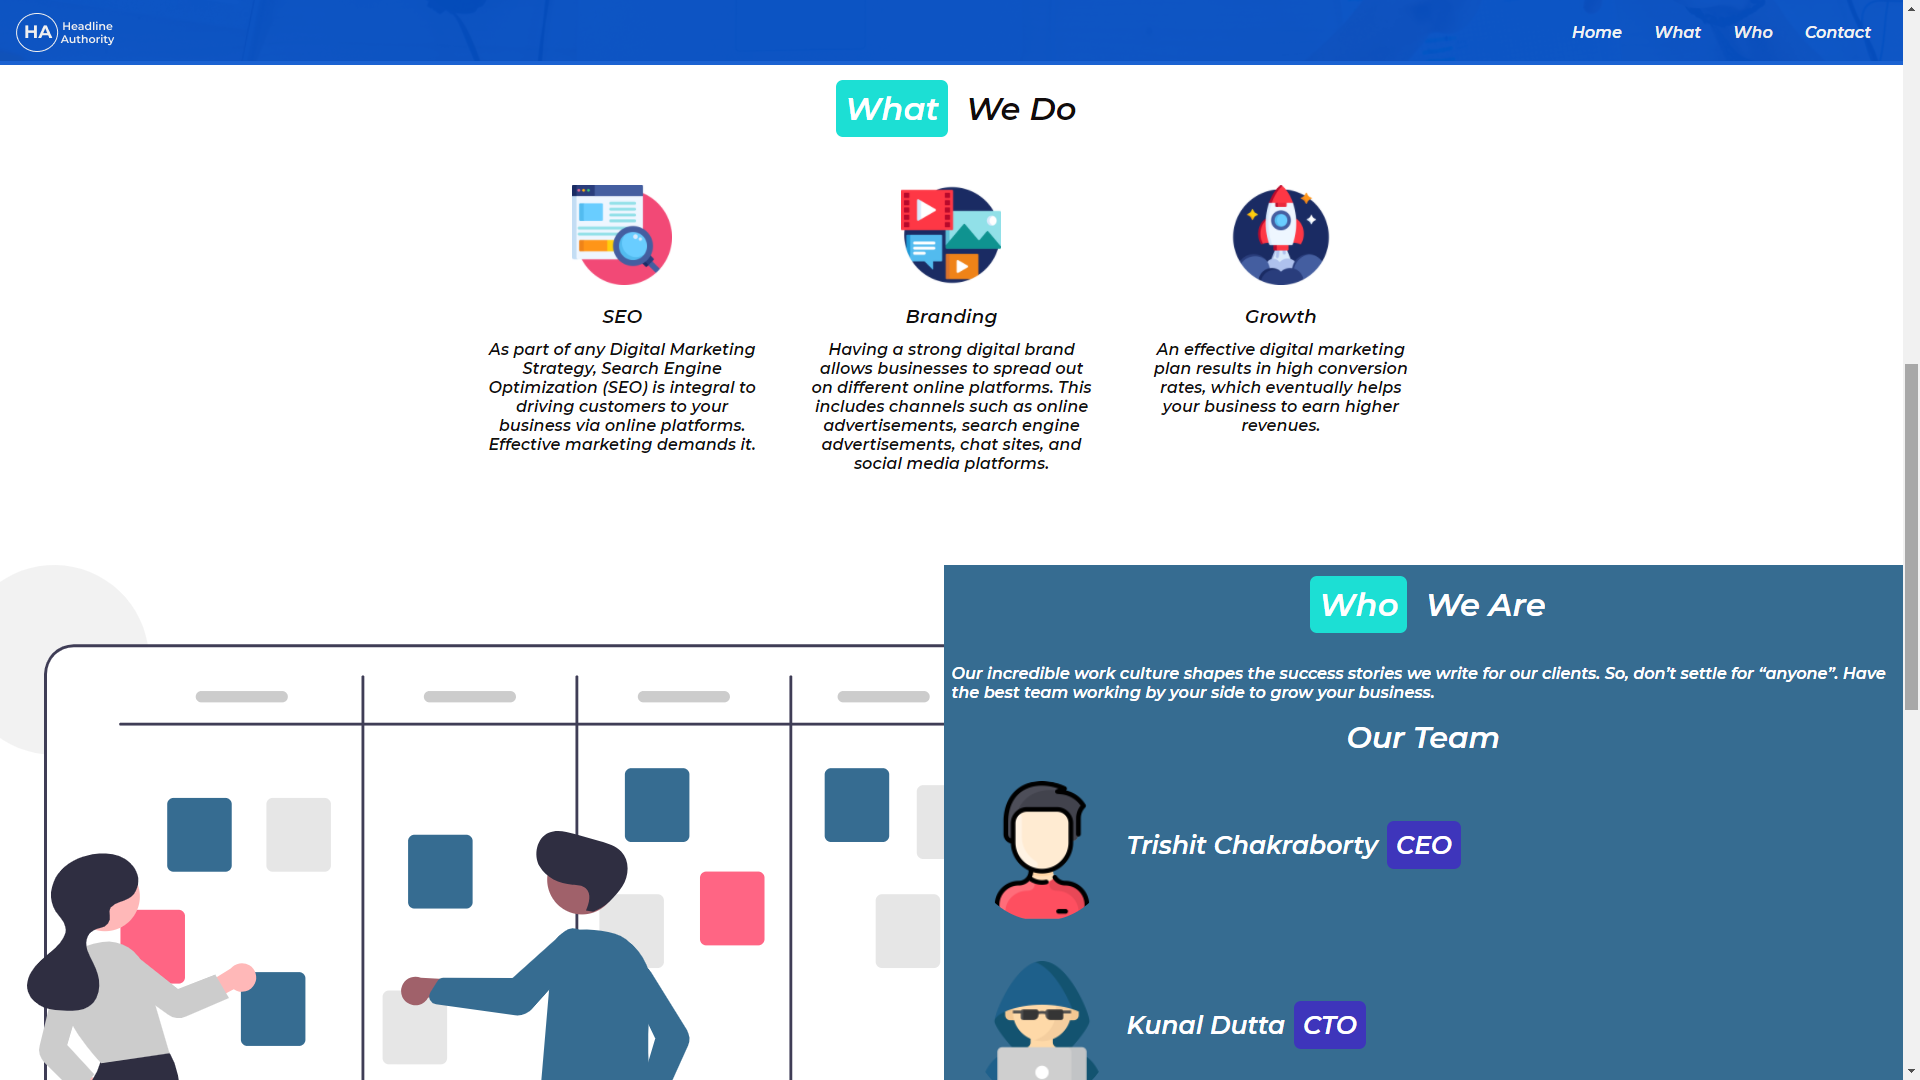 HA Headline
Authority
Home What Who Contact
What We Do
SEO
As part of any Digital Marketing
Strategy, Search Engine
Optimization (SEO) is integral to
driving customers to your
business via online platforms.
Effective marketing demands it.
Branding
Having a strong digital brand
allows businesses to spread out
on different online platforms. This
includes channels such as online
advertisements, search engine
advertisements, chat sites, and
social media platforms.
Growth
An effective digital marketing
plan results in high conversion
rates, which eventually helps
your business to earn higher
revenues.
Who We Are
Our incredible work culture shapes the success stories we write for our clients. So, don’t settle for “anyone”. Have
the best team working by your side to grow your business.
Our Team
Trishit Chakraborty CEO
Kunal Dutta CTO